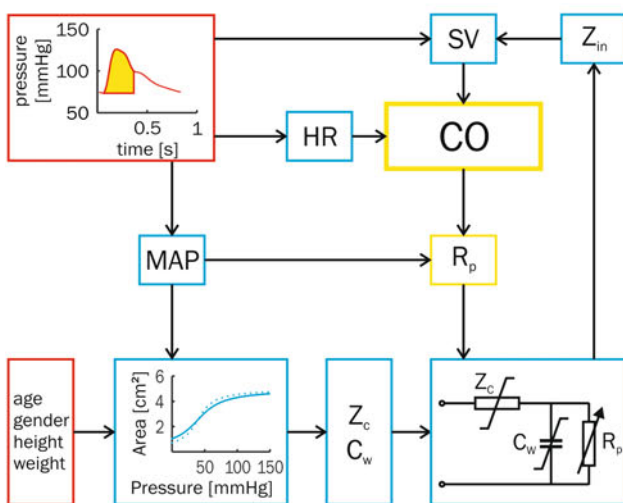 pressure
[mmHg]
150
100
50
0.5
1
time [s]
SV
Z_in
HR
CO
MAP
R_p
age
gender
height
weight
Area [cm²]
6
4
2
50
150
Pressure [mmHg]
Z_c
C_w
Z_c
C_w
R_p